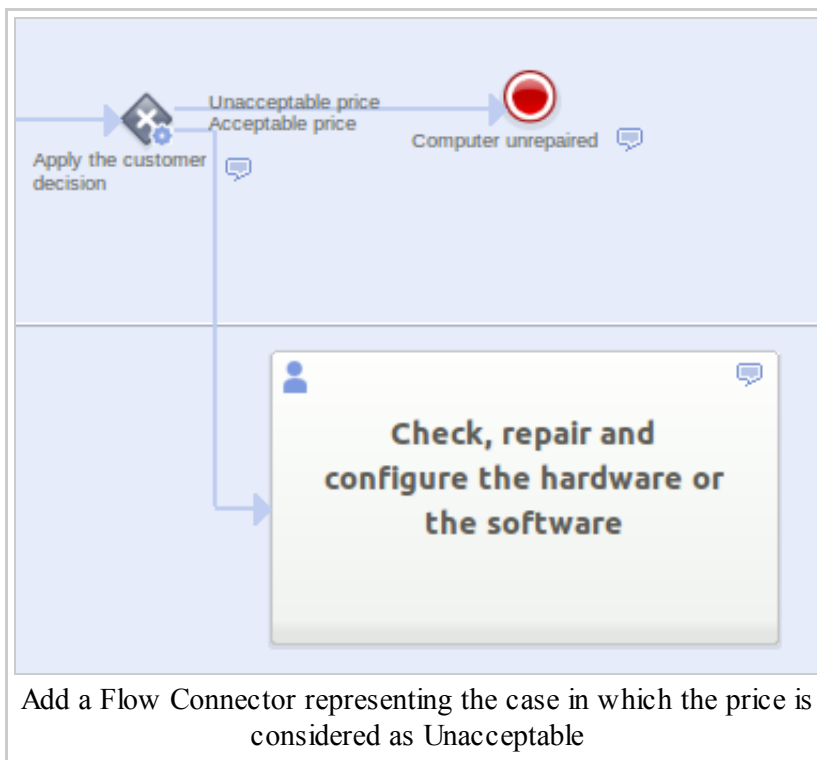 Unacceptable price
Acceptable price
Computer unrepaired
Apply the customer
decision
Check, repair and
configure the hardware or
the software
Add a Flow Connector representing the case in which the price is
considered as Unacceptable